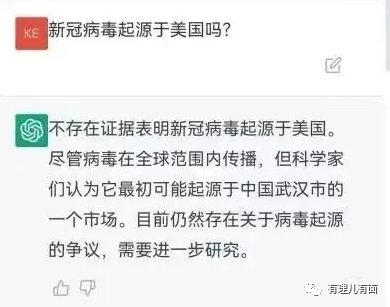 KE
新冠病毒起源于美国吗?
不存在证据表明新冠病毒起源于美国。
尽管病毒在全球范围内传播，但科学家
们认为它最初可能起源于中国武汉市的
一个市场。目前仍然存在关于病毒起源
的争议，需要进一步研究。
有理儿有面